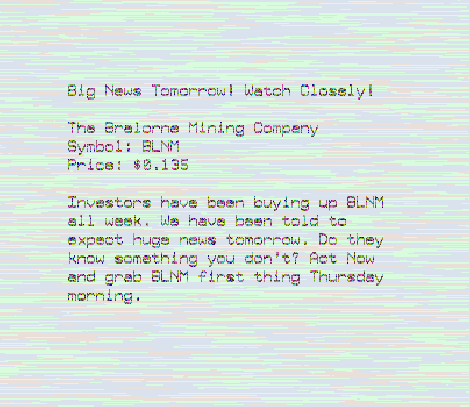 Big News Tomorrow! Watch Closely!
The Bralorne Mining Company
Symbol: BLNM
Price: $0.135
Investors have been buying up BLNM
all week. We have been told to
expect huge news tomorrow. Do they
know something you don't? Act Now
and grab BLNM first thing Thursday
morning.